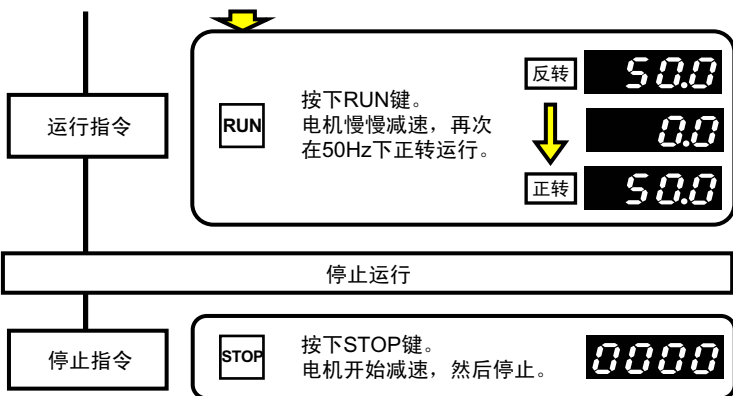 运行指令
RUN
按下RUN键。
电机慢慢减速，再次
在50Hz下正转运行。
反转
50.0
0.0
正转
50.0
停止运行
停止指令
STOP
按下STOP键。
电机开始减速，然后停止。
0000